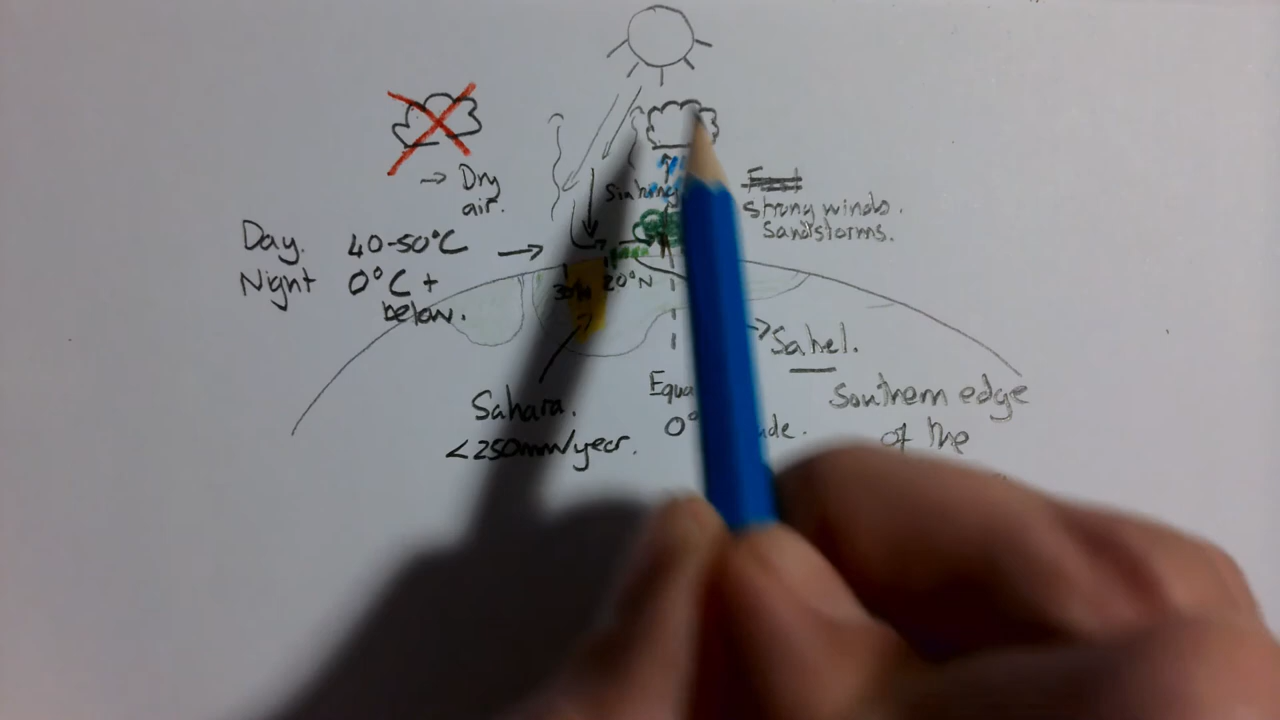 → Dry
air.
Sinking
strong winds.
Sandstorms.
Day. 40-50°C
Night 0°C +
below.
20°N
Sahel.
Sahara.
<250mm/year.
0°
Southern edge
of the